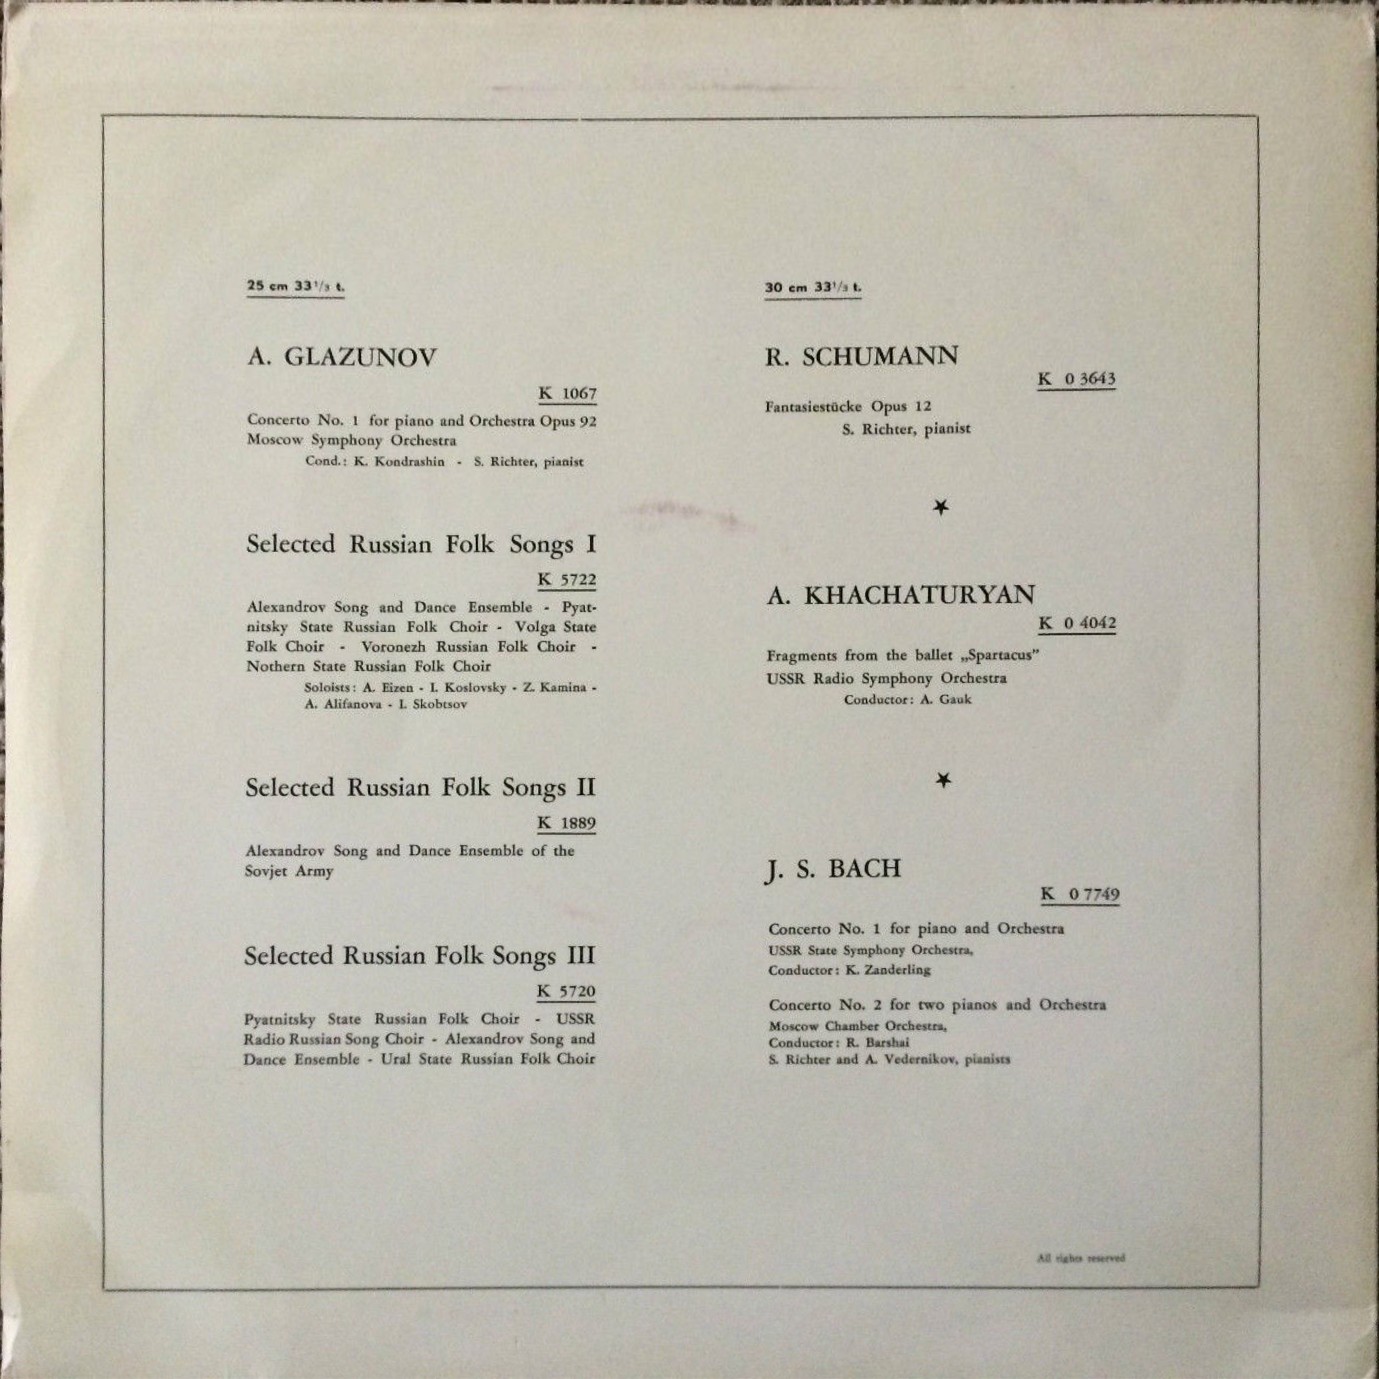 25 cm 33¹/₃ t.
A. GLAZUNOV
K 1067
Concerto No. 1 for piano and Orchestra Opus 92
Moscow Symphony Orchestra
Cond.: K. Kondrashin - S. Richter, pianist
Selected Russian Folk Songs I
K 5722
Alexandrov Song and Dance Ensemble - Pyat-
nitsky State Russian Folk Choir - Volga State
Folk Choir - Voronezh Russian Folk Choir -
Nothern State Russian Folk Choir
Soloists: A. Eizen - I. Koslovsky - Z. Kamina -
A. Alifanova - I. Skobtsov
Selected Russian Folk Songs II
K 1889
Alexandrov Song and Dance Ensemble of the
Sovjet Army
Selected Russian Folk Songs III
K 5720
Pyatnitsky State Russian Folk Choir - USSR
Radio Russian Song Choir - Alexandrov Song and
Dance Ensemble - Ural State Russian Folk Choir
30 cm 33¹/₃ t.
R. SCHUMANN
K 0 3643
Fantasiestücke Opus 12
S. Richter, pianist
★
A. KHACHATURYAN
K 0 4042
Fragments from the ballet „Spartacus”
USSR Radio Symphony Orchestra
Conductor: A. Gauk
★
J. S. BACH
K 0 7749
Concerto No. 1 for piano and Orchestra
USSR State Symphony Orchestra,
Conductor: K. Zanderling
Concerto No. 2 for two pianos and Orchestra
Moscow Chamber Orchestra,
Conductor: R. Barshai
S. Richter and A. Vedernikov, pianists
All rights reserved